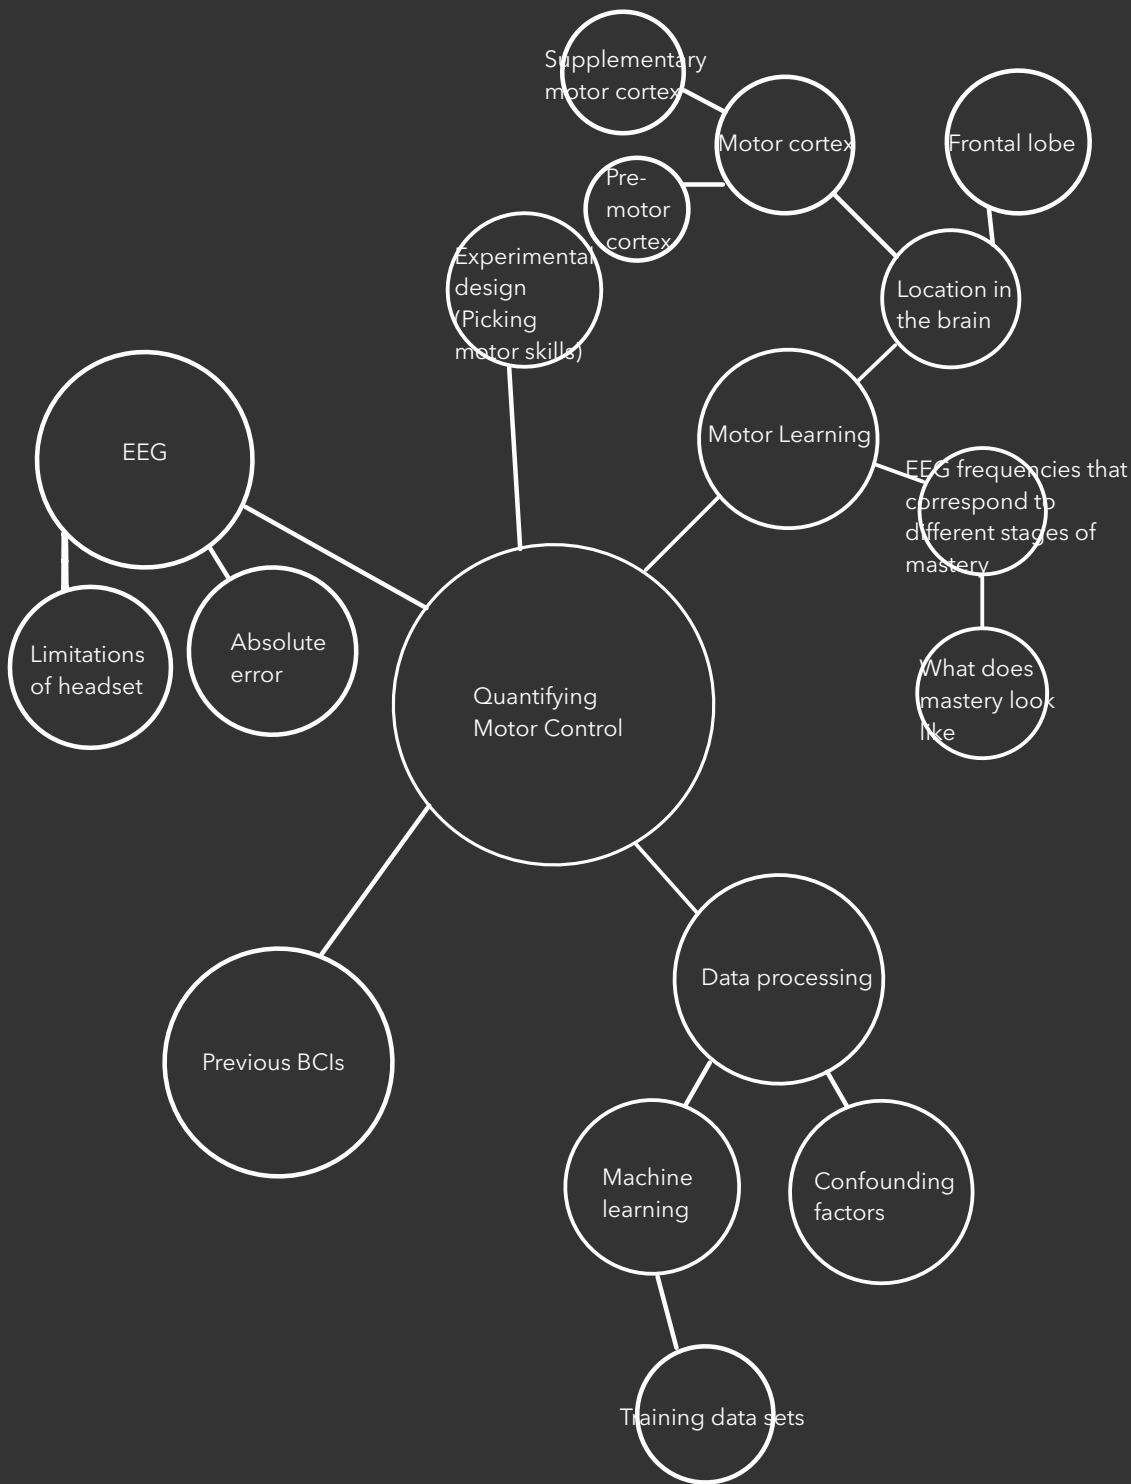 Supplementary
motor cortex
Motor cortex
Frontal lobe
Pre-
motor
cortex
Experimental
design
(Picking
motor skills)
Location in
the brain
EEG
Motor Learning
EEG frequencies that
correspond to
different stages of
mastery
Limitations
of headset
Absolute
error
Quantifying
Motor Control
What does
mastery look
like
Data processing
Previous BCIs
Machine
learning
Confounding
factors
Training data sets